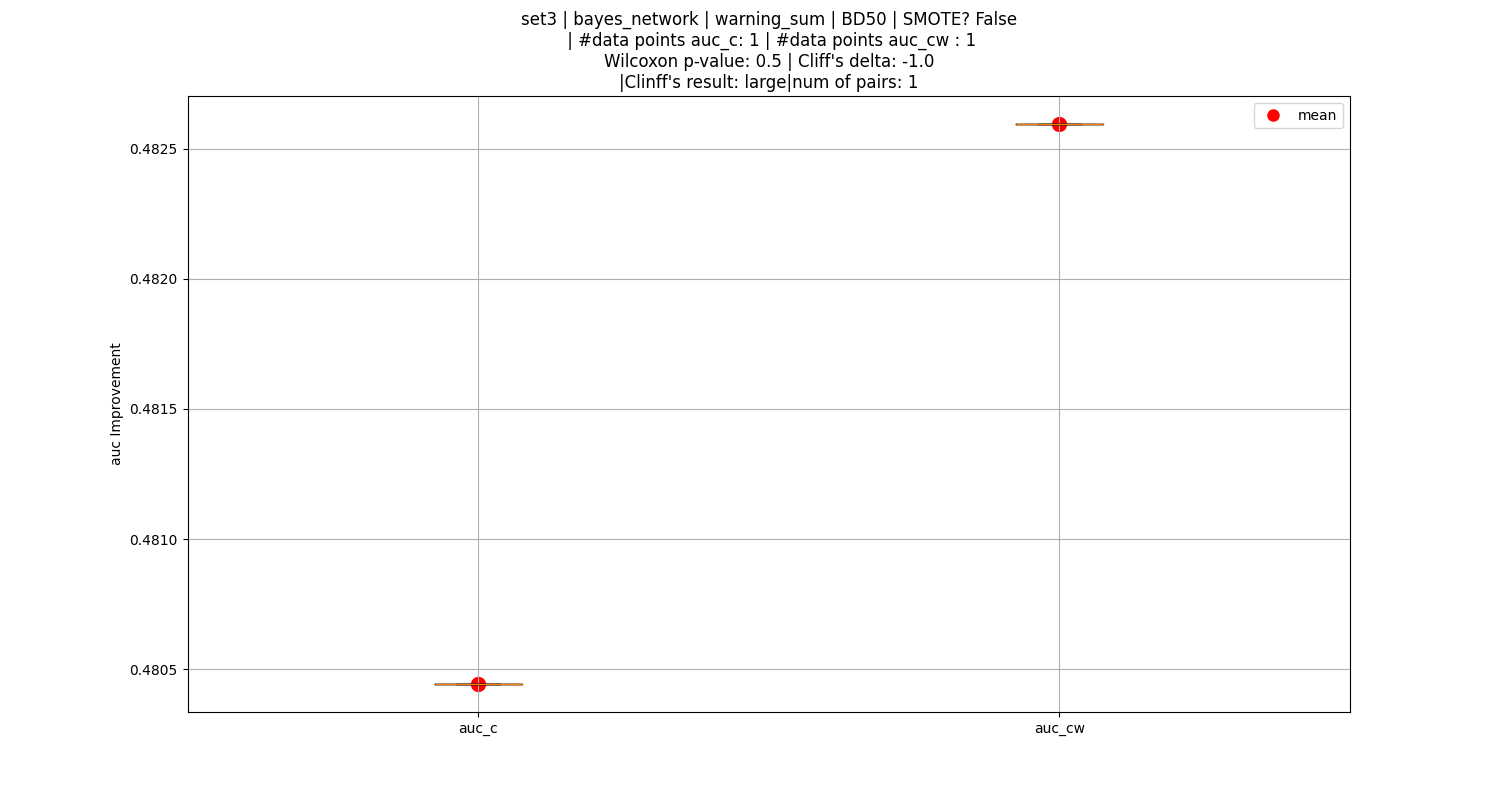 set3 | bayes_network | warning_sum | BD50 | SMOTE? False
| #data points auc_c: 1 | #data points auc_cw : 1
Wilcoxon p-value: 0.5 | Cliff's delta: -1.0
|Clinff's result: large|num of pairs: 1
mean
0.4825
0.4820
0.4815
0.4810
0.4805
auc Improvement
auc_c
auc_cw